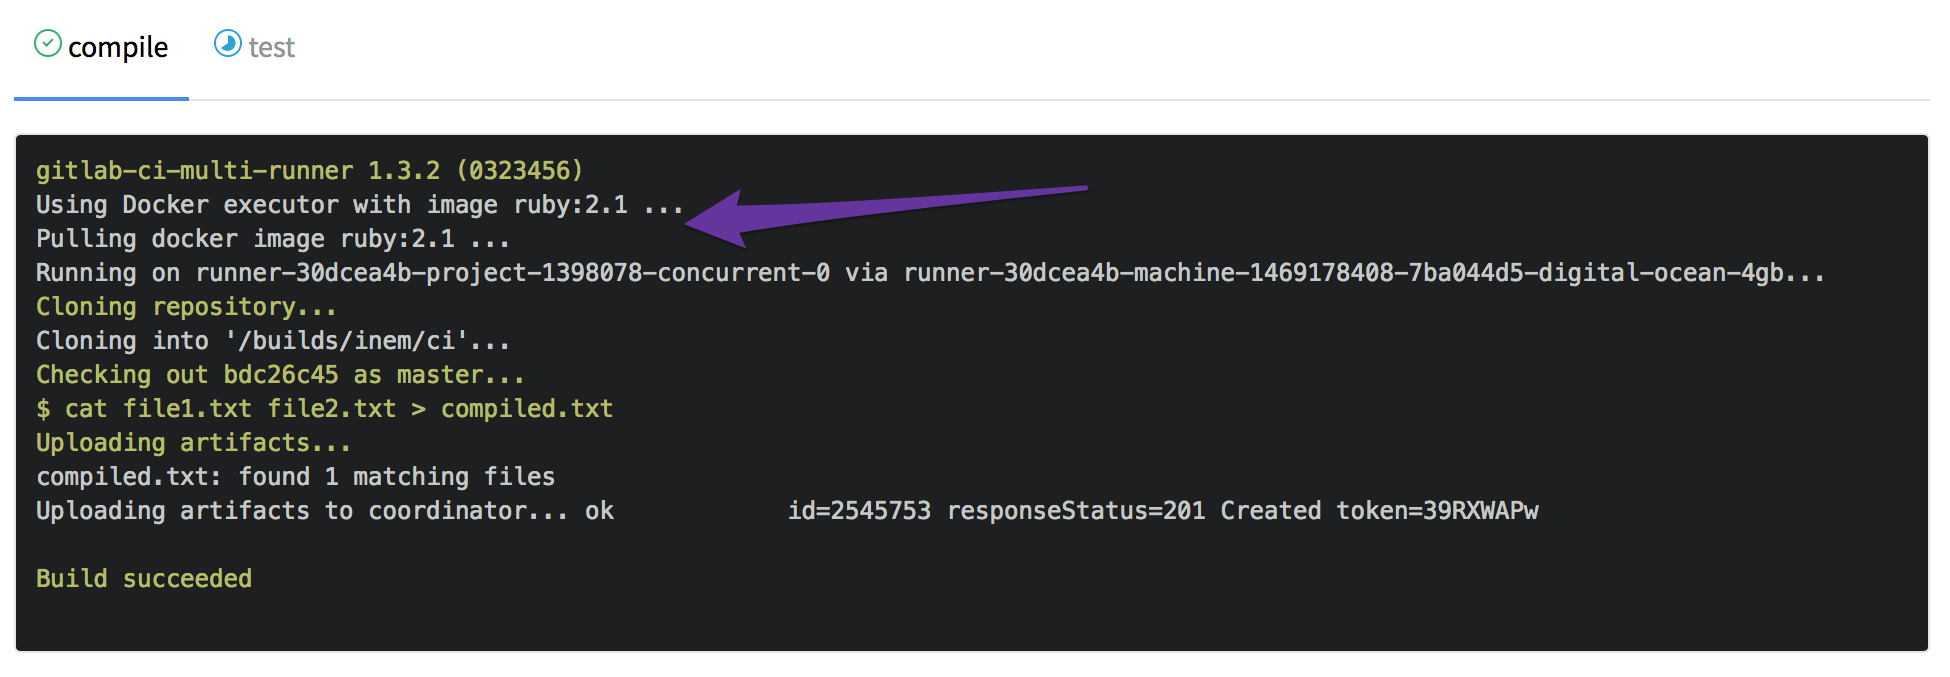 compile test
gitlab-ci-multi-runner 1.3.2 (0323456)
Using Docker executor with image ruby:2.1 ...
Pulling docker image ruby:2.1 ...
Running on runner-30dcea4b-project-1398078-concurrent-0 via runner-30dcea4b-machine-1469178408-7ba044d5-digital-ocean-4gb...
Cloning repository...
Cloning into '/builds/inem/ci'...
Checking out bdc26c45 as master...
$ cat file1.txt file2.txt > compiled.txt
Uploading artifacts...
compiled.txt: found 1 matching files
Uploading artifacts to coordinator... ok            id=2545753 responseStatus=201 Created token=39RXWAPw
Build succeeded